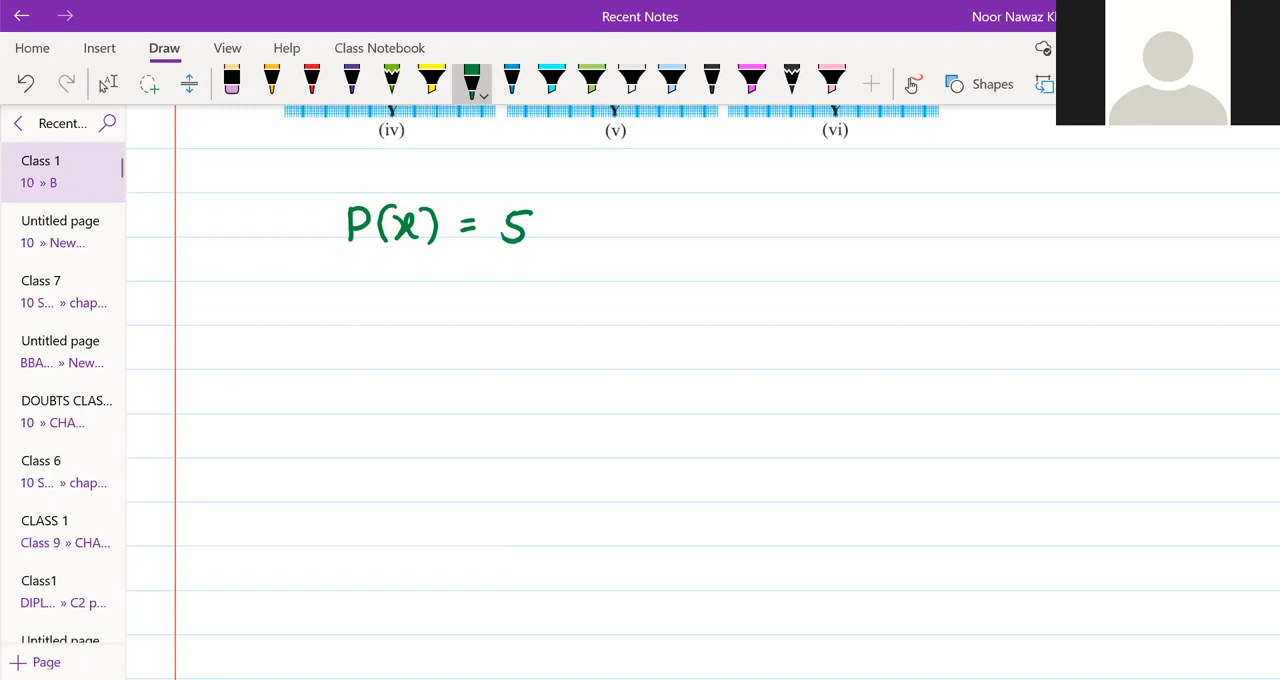 Recent Notes
Noor Nawaz Kh
Home Insert Draw View Help Class Notebook
Shapes
Recent...
Class 1
10 » B
Untitled page
10 » New...
Class 7
10 S... » chap...
Untitled page
BBA... » New...
DOUBTS CLAS...
10 » CHA...
Class 6
10 S... » chap...
CLASS 1
Class 9 » CHA...
Class1
DIPL... » C2 p...
Untitled page
Page
Y Y Y
(iv) (v) (vi)
P(x) = 5